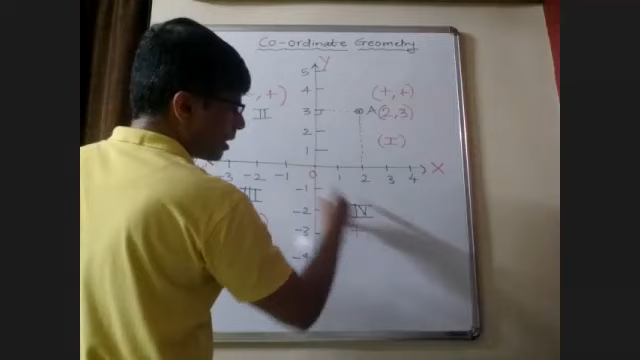 Co-ordinate Geometry
Y
5
4
(+, +)
, +)
3
A(2,3)
II
2
(I)
1
-3 -2 -1 0 1 2 3 4 X
-1
III
-2
IV
-3
+
-4